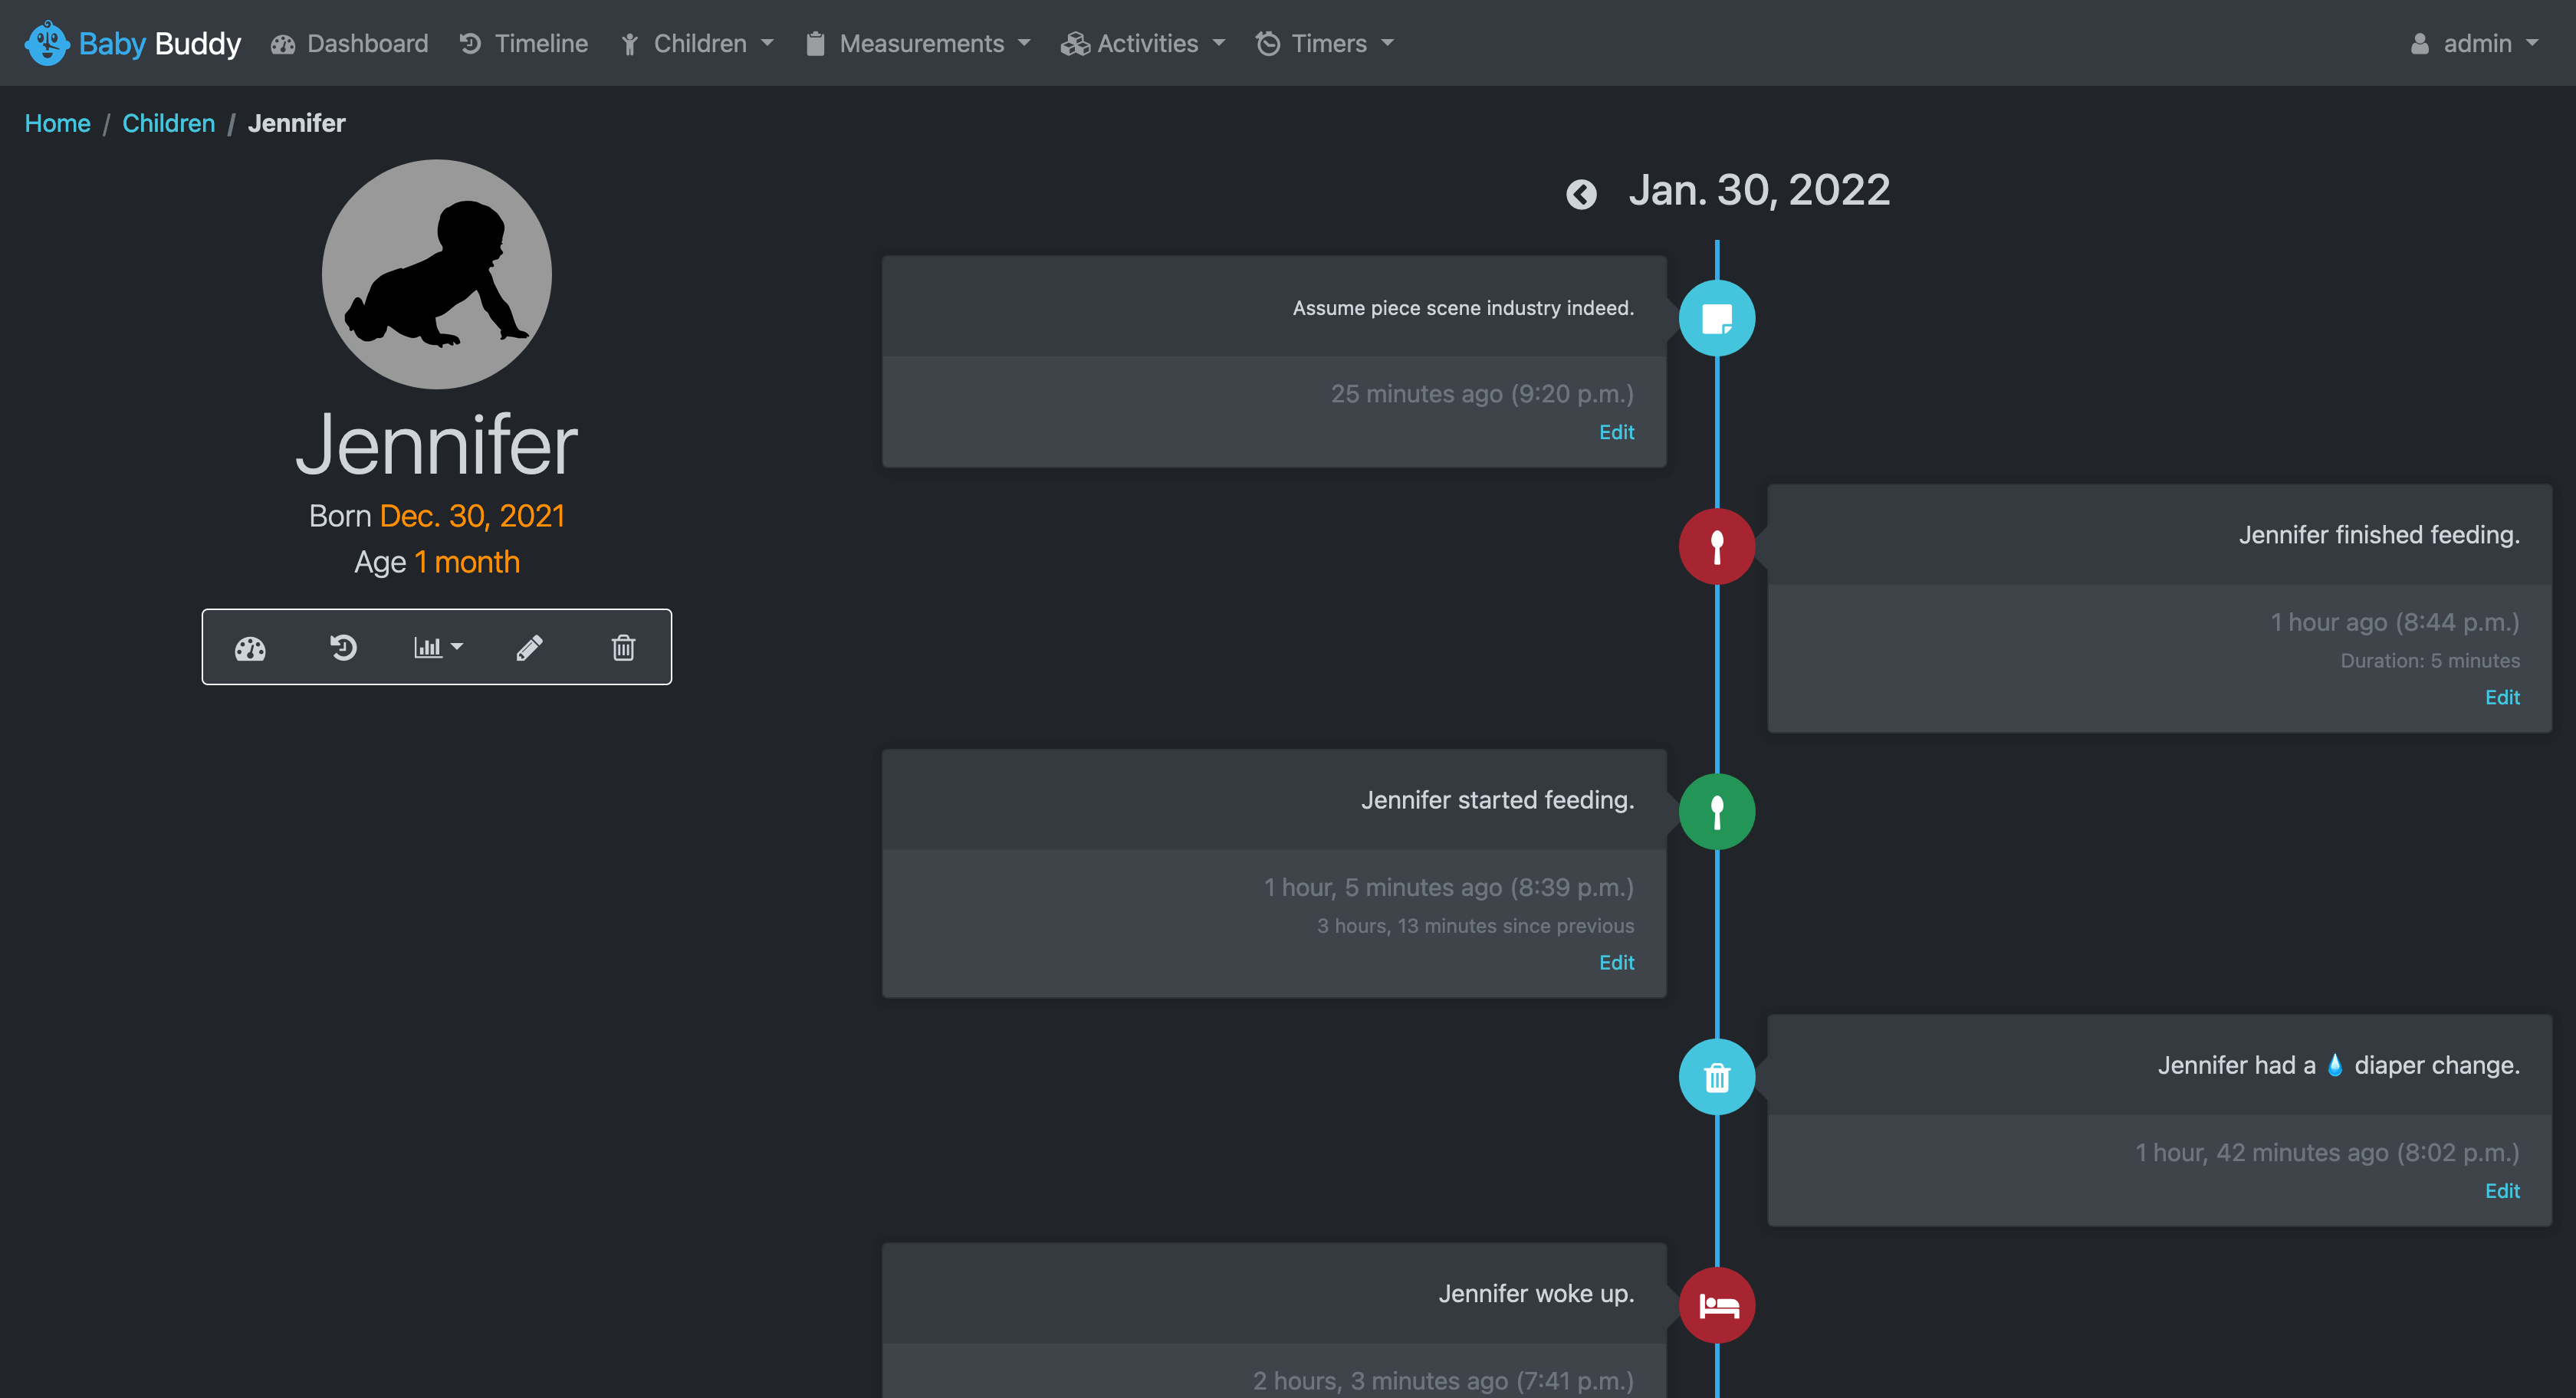 Baby Buddy Dashboard Timeline Children Measurements Activities Timers admin
Home / Children / Jennifer
Jennifer
Born Dec. 30, 2021
Age 1 month
Jan. 30, 2022
Assume piece scene industry indeed.
25 minutes ago (9:20 p.m.)
Edit
Jennifer finished feeding.
1 hour ago (8:44 p.m.)
Duration: 5 minutes
Edit
Jennifer started feeding.
1 hour, 5 minutes ago (8:39 p.m.)
3 hours, 13 minutes since previous
Edit
Jennifer had a 💧 diaper change.
1 hour, 42 minutes ago (8:02 p.m.)
Edit
Jennifer woke up.
2 hours, 3 minutes ago (7:41 p.m.)